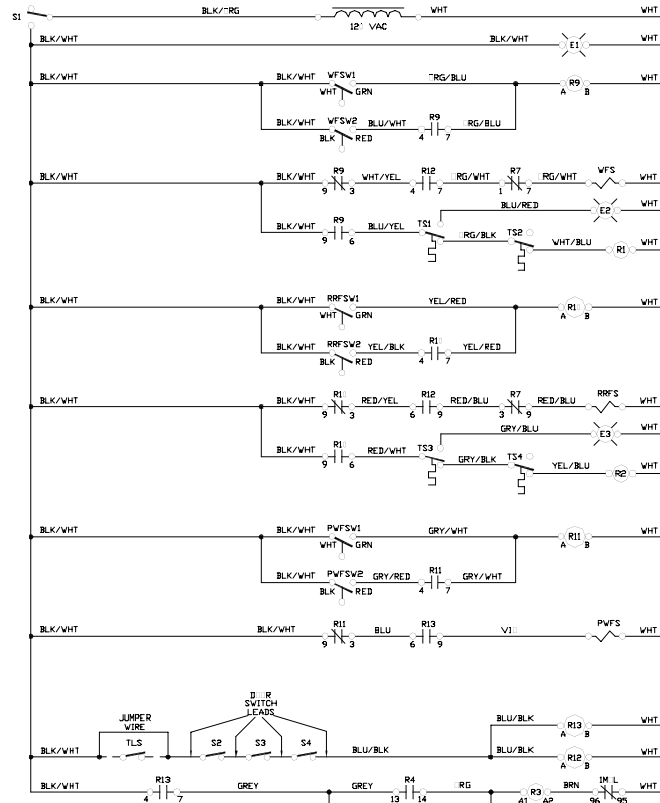 S1 BLK/ORG WHT WHT
120 VAC
BLK/WHT BLK/WHT E1 WHT
BLK/WHT BLK/WHT WFSW1 ORG/BLU R9 WHT
WHT GRN A B
BLK/WHT WFSW2 BLU/WHT R9 ORG/BLU
BLK RED 4 7
BLK/WHT BLK/WHT R9 WHT/YEL R12 ORG/WHT R7 ORG/WHT WFS WHT
9 3 4 7 1 7
BLU/RED E2 WHT
BLK/WHT R9 BLU/YEL TS1 ORG/BLK TS2 WHT/BLU R1 WHT
9 6
BLK/WHT BLK/WHT RRFSW1 YEL/RED R10 WHT
WHT GRN A B
BLK/WHT RRFSW2 YEL/BLK R10 YEL/RED
BLK RED 4 7
BLK/WHT BLK/WHT R10 RED/YEL R12 RED/BLU R7 RED/BLU RRFS WHT
9 3 6 9 3 9
GRY/BLU E3 WHT
BLK/WHT R10 RED/WHT TS3 GRY/BLK TS4 YEL/BLU R2 WHT
9 6
BLK/WHT BLK/WHT PWFSW1 GRY/WHT R11 WHT
WHT GRN A B
BLK/WHT PWFSW2 GRY/RED R11 GRY/WHT
BLK RED 4 7
BLK/WHT BLK/WHT R11 BLU R13 VIO PWFS WHT
9 3 6 9
DOOR
SWITCH
LEADS
JUMPER
WIRE
BLU/BLK R13 WHT
A B
BLK/WHT TLS S2 S3 S4 BLU/BLK BLU/BLK R12 WHT
A B
BLK/WHT R13 GREY GREY R4 ORG R3 BRN 1MOL WHT
4 7 13 14 A1 A2 96 95